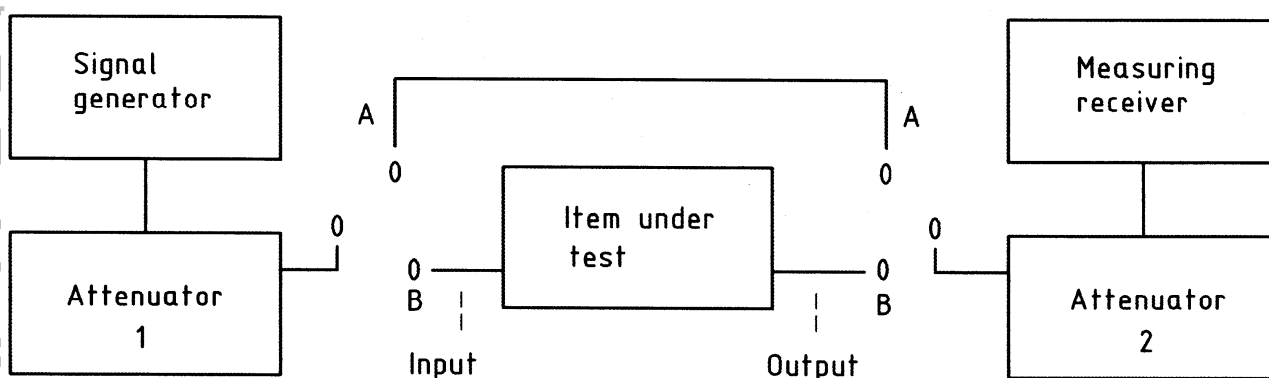 Signal
generator
Measuring
receiver
A
A
0
0
0
0
Item under
test
0
0
B
B
Attenuator
1
Attenuator
2
Input
Output